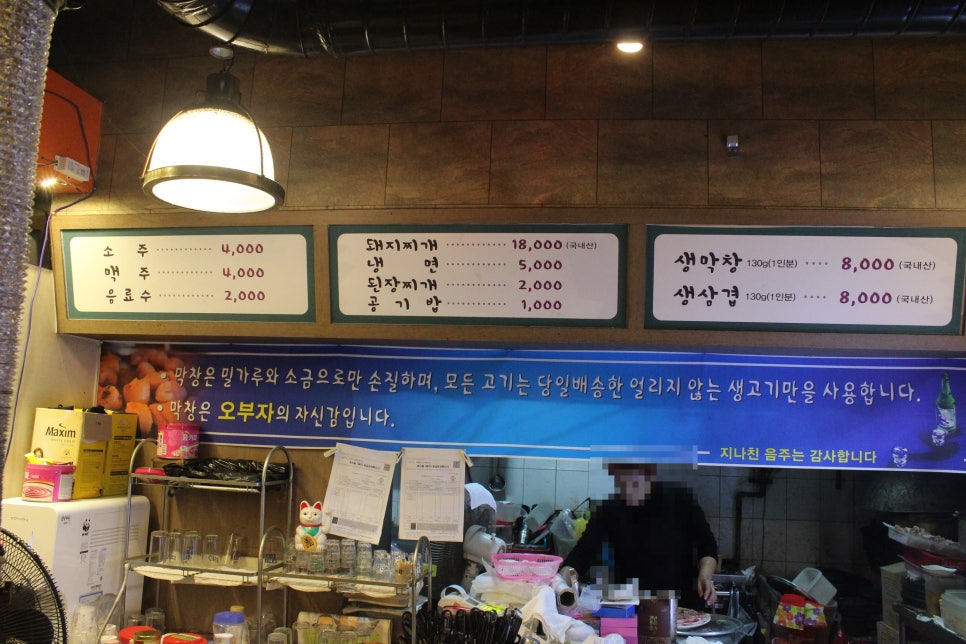 소 주 ············ 4,000
맥 주 ············ 4,000
음료수 ············ 2,000
돼지찌개 ············ 18,000 (국내산)
냉 면 ············ 5,000
된장찌개 ············ 2,000
공 기 밥 ············ 1,000
생막창 130g(1인분) ···· 8,000 (국내산)
생삼겹 130g(1인분) ···· 8,000 (국내산)
막창은 밀가루와 소금으로만 손질하며, 모든 고기는 당일배송한 얼리지 않는 생고기만을 사용합니다.
막창은 오부자의 자신감입니다.
지나친 음주는 감사합니다
Maxim